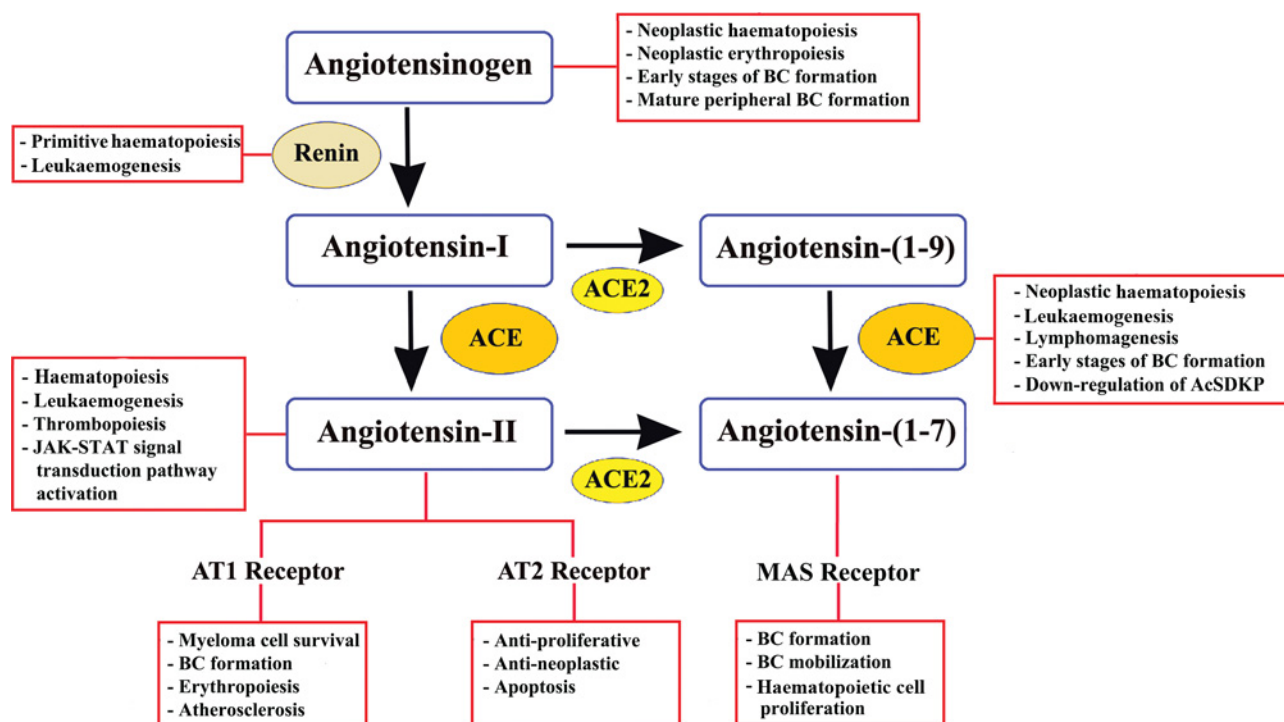 Angiotensinogen
- Neoplastic haematopoiesis
- Neoplastic erythropoiesis
- Early stages of BC formation
- Mature peripheral BC formation
- Primitive haematopoiesis
- Leukaemogenesis
Renin
Angiotensin-I
ACE2
Angiotensin-(1-9)
ACE
ACE
- Neoplastic haematopoiesis
- Leukaemogenesis
- Lymphomagenesis
- Early stages of BC formation
- Down-regulation of AcSDKP
- Haematopoiesis
- Leukaemogenesis
- Thrombopoiesis
- JAK-STAT signal
transduction pathway
activation
Angiotensin-II
ACE2
Angiotensin-(1-7)
AT1 Receptor
AT2 Receptor
MAS Receptor
- Myeloma cell survival
- BC formation
- Erythropoiesis
- Atherosclerosis
- Anti-proliferative
- Anti-neoplastic
- Apoptosis
- BC formation
- BC mobilization
- Haematopoietic cell
proliferation